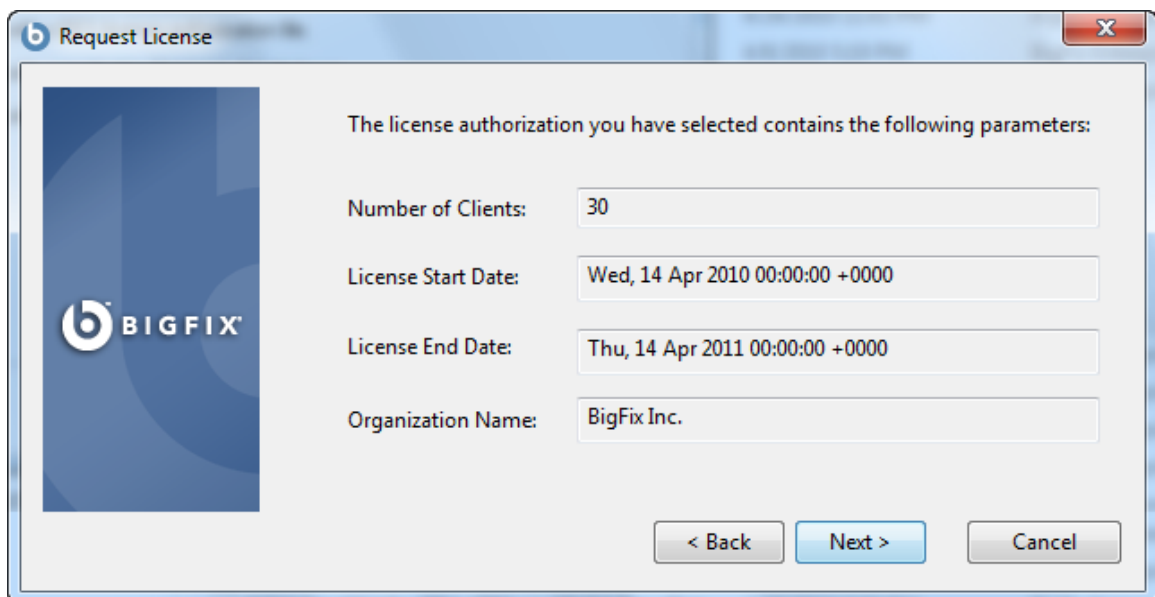 Request License
The license authorization you have selected contains the following parameters:
Number of Clients: 30
License Start Date: Wed, 14 Apr 2010 00:00:00 +0000
License End Date: Thu, 14 Apr 2011 00:00:00 +0000
Organization Name: BigFix Inc.
BIGFIX
< Back Next > Cancel